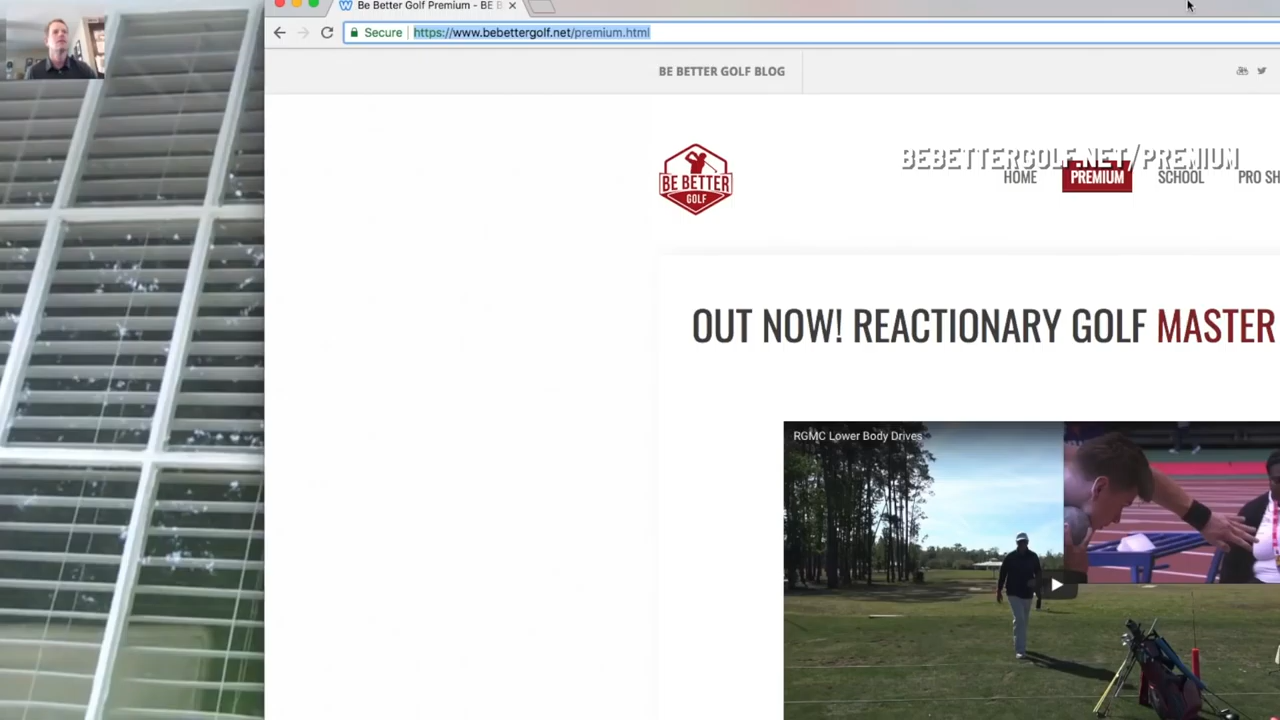 Be Better Golf Premium - BE B
Secure
https://www.bebettergolf.net/premium.html
BE BETTER GOLF BLOG
BE BETTER
GOLF
BEBETTERGOLF.NET/PREMIUM
HOME
PREMIUM
SCHOOL
PRO SH
OUT NOW! REACTIONARY GOLF MASTER
RGMC Lower Body Drives